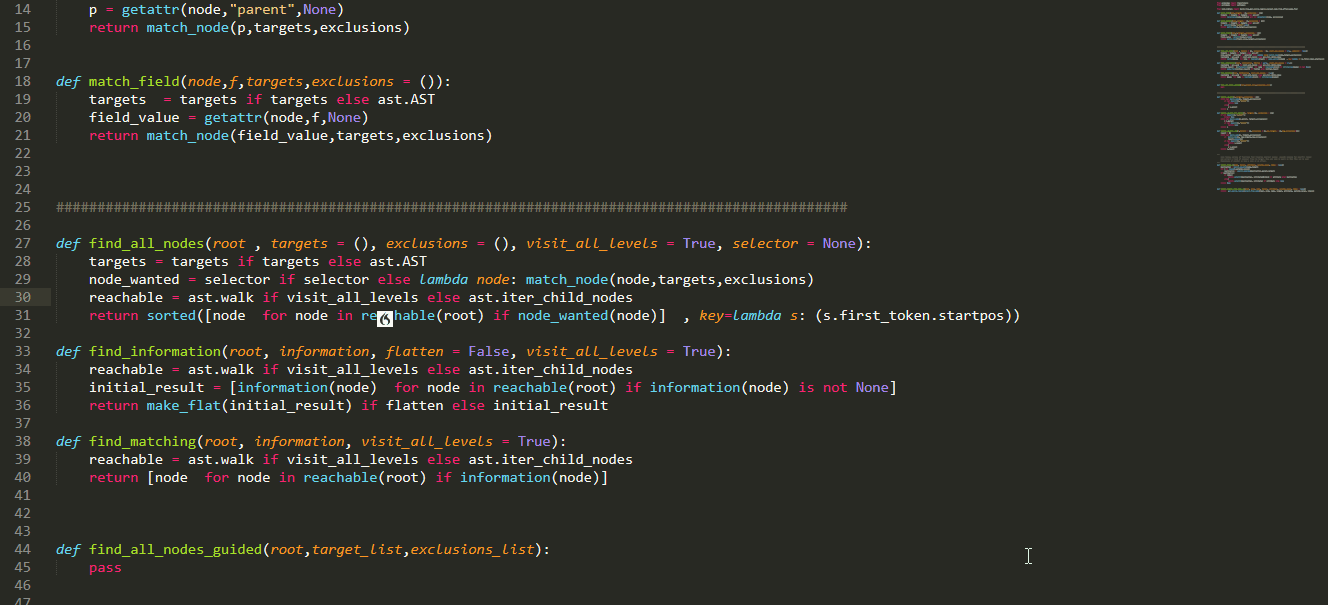 14 p = getattr(node,"parent",None)
15 return match_node(p,targets,exclusions)
16
17
18 def match_field(node,f,targets,exclusions = ()):
19 targets  = targets if targets else ast.AST
20 field_value = getattr(node,f,None)
21 return match_node(field_value,targets,exclusions)
22
23
24
25 ################################################################################################
26
27 def find_all_nodes(root , targets = (), exclusions = (), visit_all_levels = True, selector = None):
28 targets = targets if targets else ast.AST
29 node_wanted = selector if selector else lambda node: match_node(node,targets,exclusions)
30 reachable = ast.walk if visit_all_levels else ast.iter_child_nodes
31 return sorted([node  for node in reachable(root) if node_wanted(node)]  , key=lambda s: (s.first_token.startpos))
32
33 def find_information(root, information, flatten = False, visit_all_levels = True):
34 reachable = ast.walk if visit_all_levels else ast.iter_child_nodes
35 initial_result = [information(node)  for node in reachable(root) if information(node) is not None]
36 return make_flat(initial_result) if flatten else initial_result
37
38 def find_matching(root, information, visit_all_levels = True):
39 reachable = ast.walk if visit_all_levels else ast.iter_child_nodes
40 return [node  for node in reachable(root) if information(node)]
41
42
43
44 def find_all_nodes_guided(root,target_list,exclusions_list):
45 pass
46
47